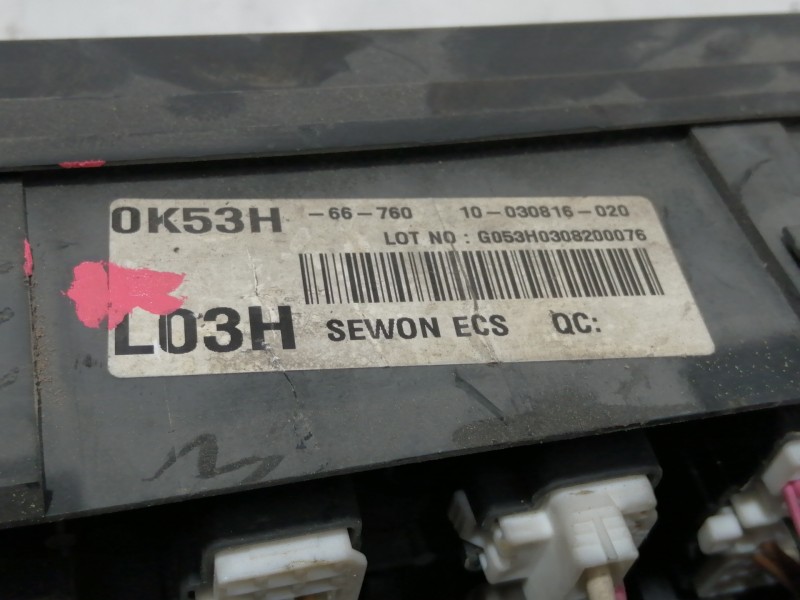 0K53H -66-760 10-030816-020
LOT NO : G053H0308200076
L03H SEWON ECS QC: